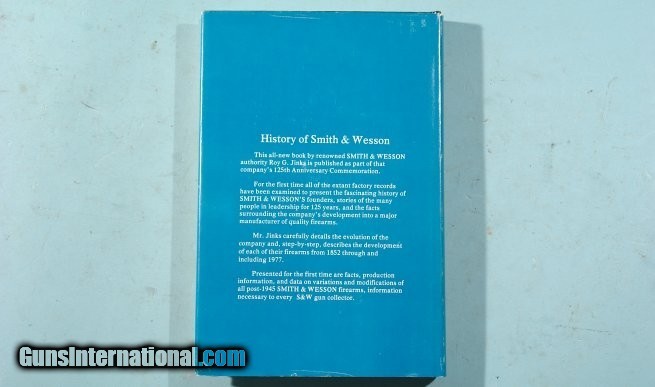 History of Smith & Wesson
This all-new book by renowned SMITH & WESSON
authority Roy G. Jinks is published as part of that
company's 125th Anniversary Commemoration.
For the first time all of the extant factory records
have been examined to present the fascinating history of
SMITH & WESSON'S founders, stories of the many
people in leadership for 125 years, and the facts
surrounding the company's development into a major
manufacturer of quality firearms.
Mr. Jinks carefully details the evolution of the
company and, step-by-step, describes the development
of each of their firearms from 1852 through and
including 1977.
Presented for the first time are facts, production
information, and data on variations and modifications of
all post-1945 SMITH & WESSON firearms, information
necessary to every S&W gun collector.
GunsInternational.com